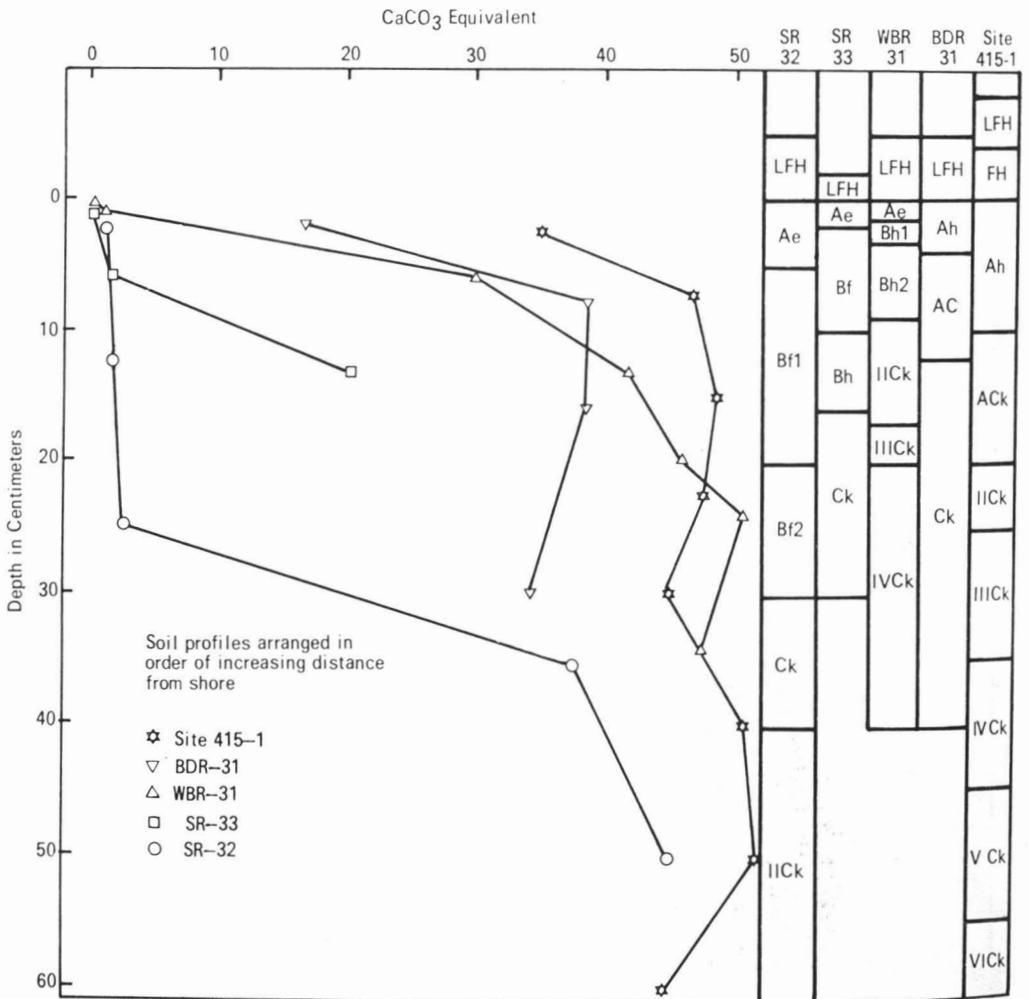 CaCO3 Equivalent
0 10 20 30 40 50
SR 32
SR 33
WBR 31
BDR 31
Site 415-1
Depth in Centimeters
0
10
20
30
40
50
60
LFH
Ae
Bf1
Bf2
Ck
IICk
LFH
Ae
Bf
Bh
Ck
LFH
Ae
Bh1
Bh2
IICk
IIICk
IVCk
LFH
Ah
AC
Ck
LFH
FH
Ah
ACk
IICk
IIICk
IVCk
V Ck
VICk
Soil profiles arranged in
order of increasing distance
from shore
Site 415–1
BDR–31
WBR–31
SR–33
SR–32